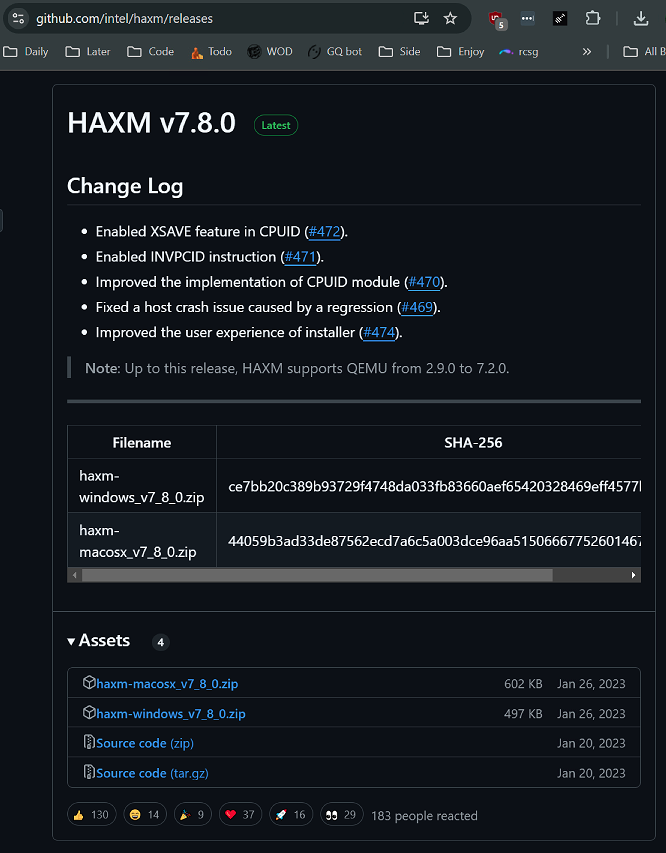 github.com/intel/haxm/releases
5
Daily Later Code Todo WOD GQ bot Side Enjoy rcsg » All B
HAXM v7.8.0 Latest
Change Log
Enabled XSAVE feature in CPUID (#472).
Enabled INVPCID instruction (#471).
Improved the implementation of CPUID module (#470).
Fixed a host crash issue caused by a regression (#469).
Improved the user experience of installer (#474).
Note: Up to this release, HAXM supports QEMU from 2.9.0 to 7.2.0.
Filename SHA-256
haxm-
windows_v7_8_0.zip ce7bb20c389b93729f4748da033fb83660aef65420328469eff4577
haxm-
macosx_v7_8_0.zip 44059b3ad33de87562ecd7a6c5a003dce96aa51506667752601467
Assets 4
haxm-macosx_v7_8_0.zip 602 KB Jan 26, 2023
haxm-windows_v7_8_0.zip 497 KB Jan 26, 2023
Source code (zip) Jan 20, 2023
Source code (tar.gz) Jan 20, 2023
👍 130 😄 14 🎉 9 ❤️ 37 🚀 16 👀 29 183 people reacted